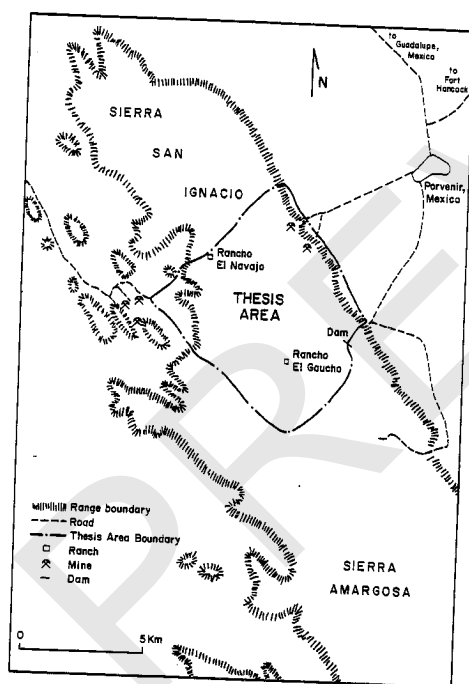 to
Guadalupe,
Mexico
to
Fort
Hancock
N
SIERRA
SAN
IGNACIO
Porvenir,
Mexico
Rancho
El Navajo
THESIS
AREA
Dam
Rancho
El Gaucho
Range boundary
Road
Thesis Area Boundary
Ranch
Mine
Dam
SIERRA
AMARGOSA
0 5 Km
PRE